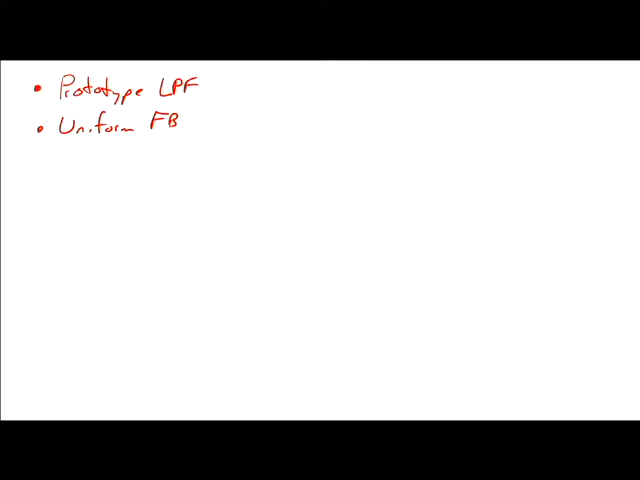 • Prototype LPF
• Uniform FB